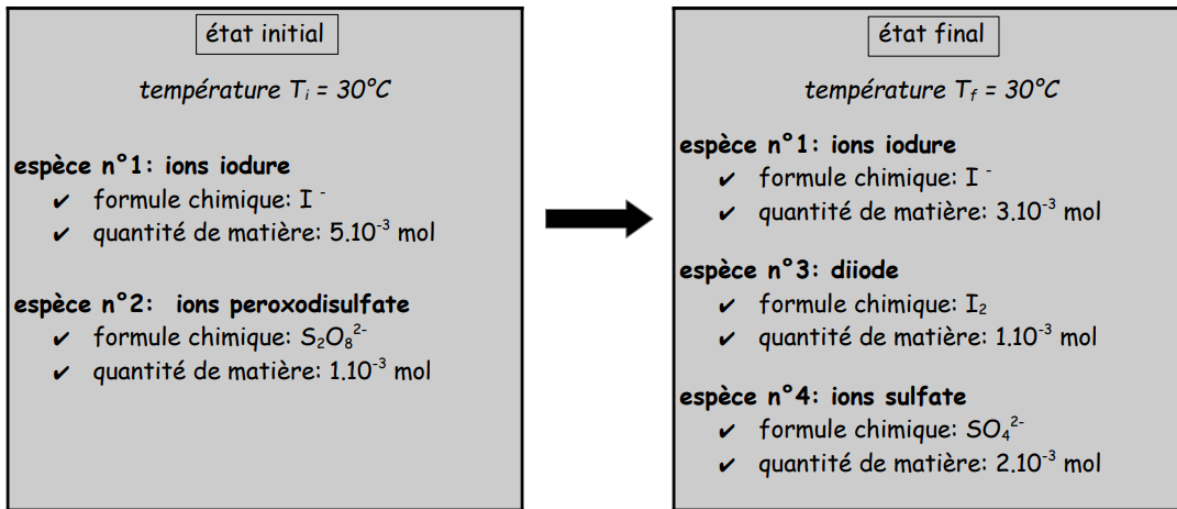 état initial
température Tᵢ = 30°C
espèce n°1: ions iodure
✔ formule chimique: I ⁻
✔ quantité de matière: 5.10⁻³ mol
espèce n°2: ions peroxodisulfate
✔ formule chimique: S₂O₈²⁻
✔ quantité de matière: 1.10⁻³ mol
état final
température T_f = 30°C
espèce n°1: ions iodure
✔ formule chimique: I ⁻
✔ quantité de matière: 3.10⁻³ mol
espèce n°3: diiode
✔ formule chimique: I₂
✔ quantité de matière: 1.10⁻³ mol
espèce n°4: ions sulfate
✔ formule chimique: SO₄²⁻
✔ quantité de matière: 2.10⁻³ mol